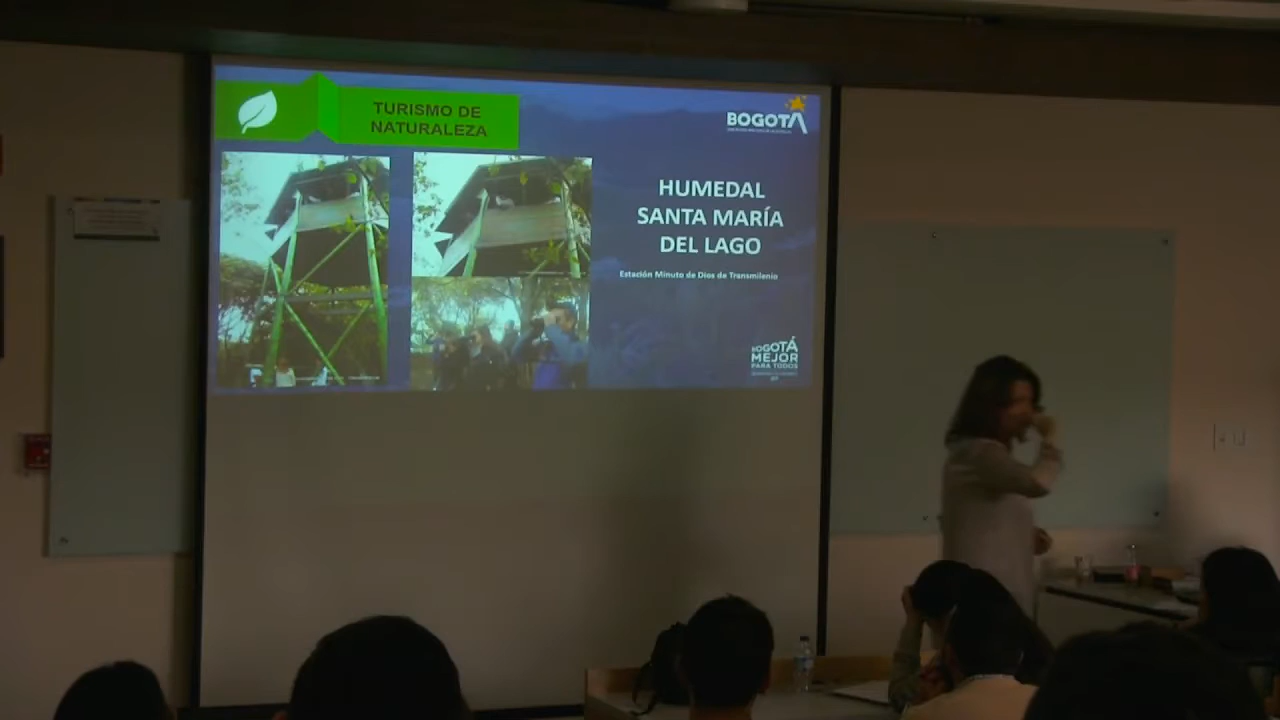 TURISMO DE
NATURALEZA
BOGOTÁ
HUMEDAL
SANTA MARÍA
DEL LAGO
Estación Minuto de Dios de Transmilenio
BOGOTÁ
MEJOR
PARA TODOS